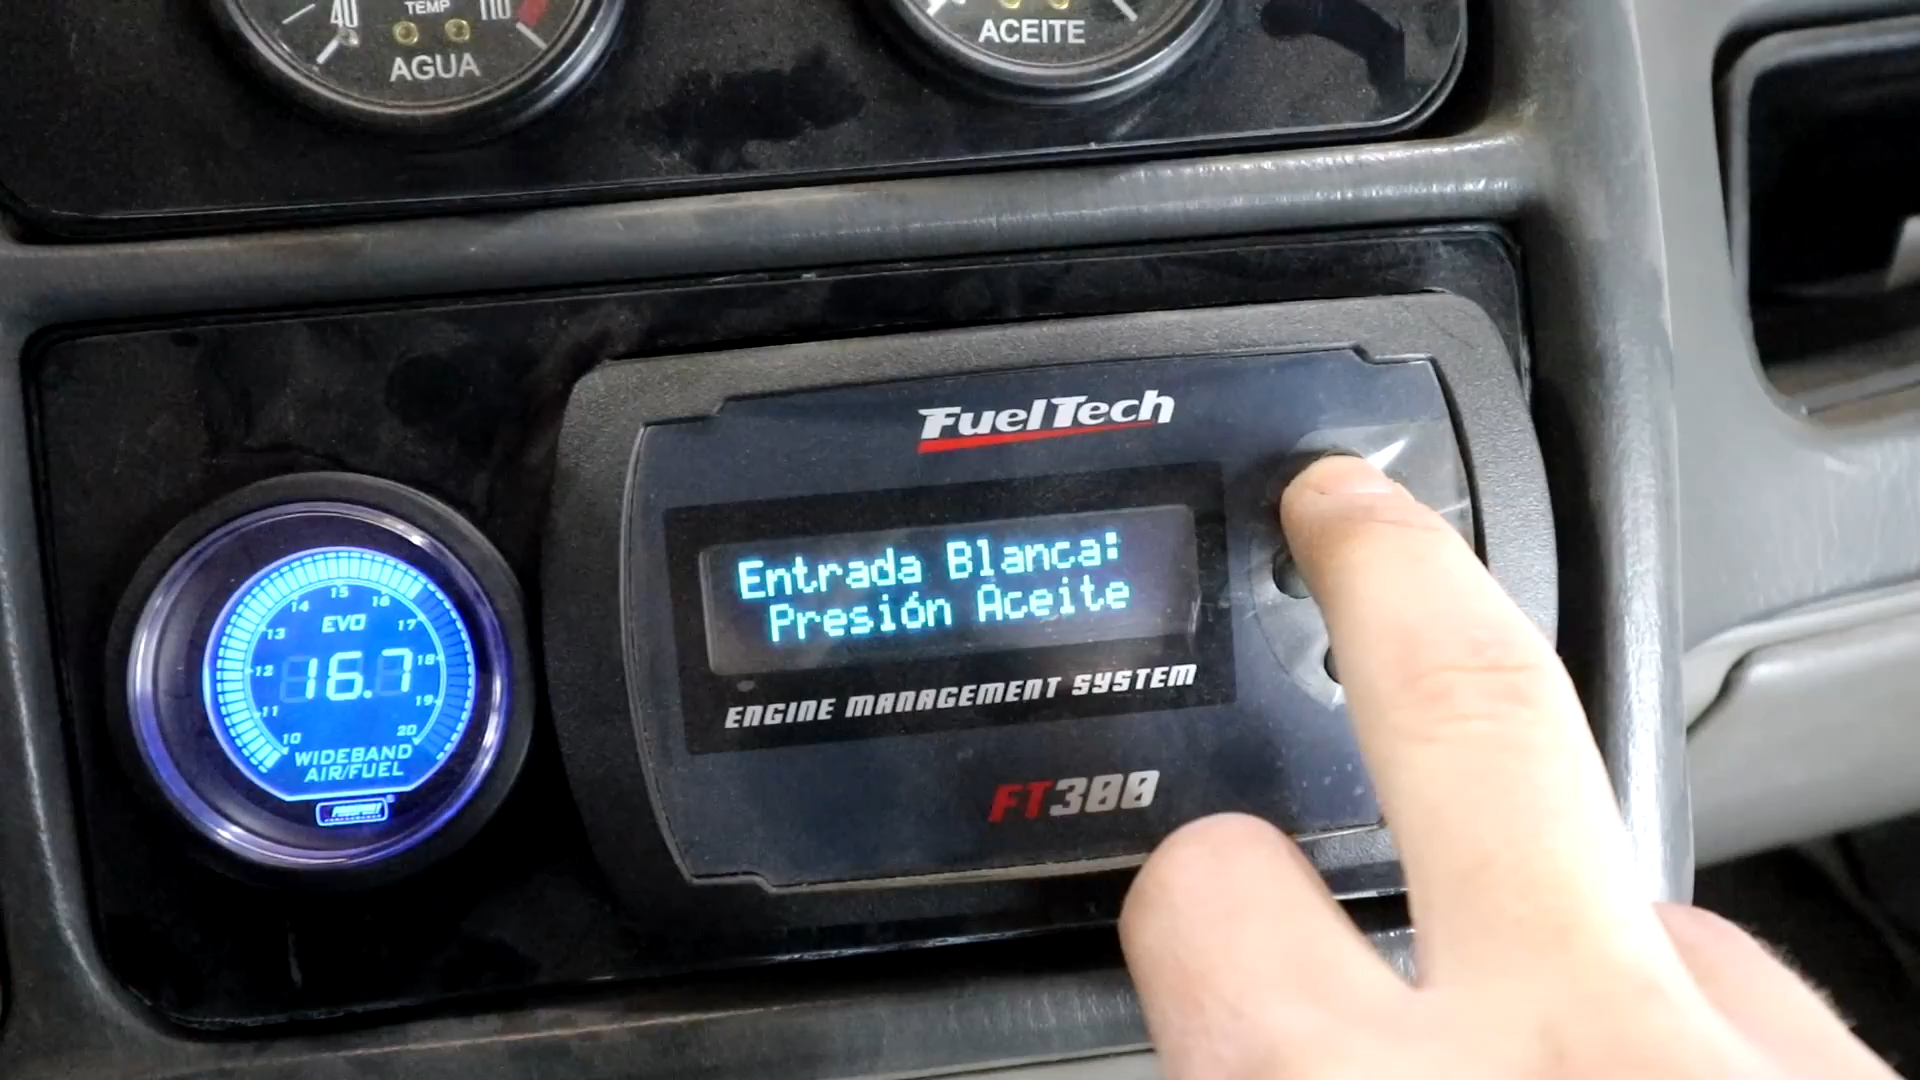 40
TEMP
110
AGUA
ACEITE
FuelTech
Entrada Blanca:
Presión Aceite
ENGINE MANAGEMENT SYSTEM
FT300
15
14
16
EVO
13
17
16.7
12
18
11
19
10
20
WIDEBAND
AIR/FUEL